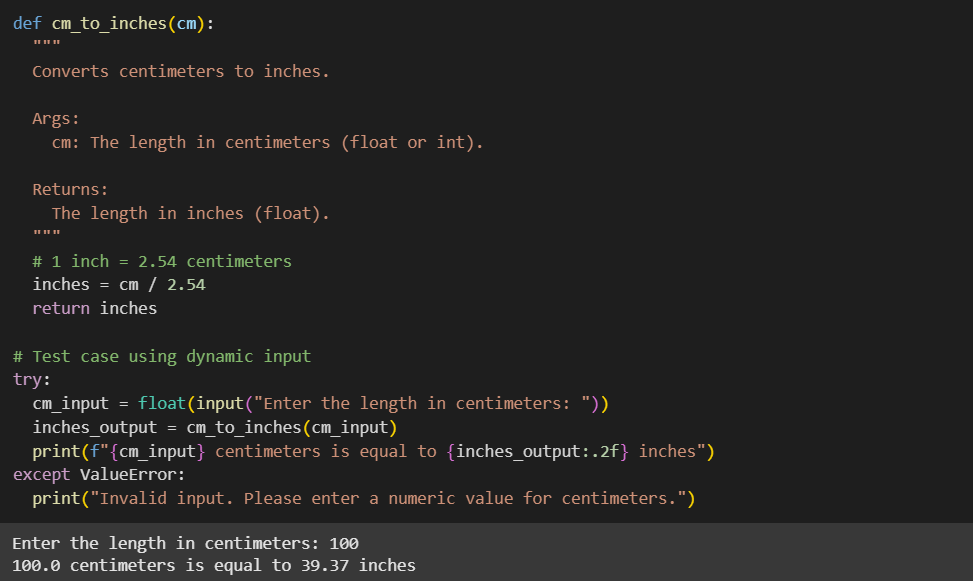 def cm_to_inches(cm):
  """
  Converts centimeters to inches.

  Args:
    cm: The length in centimeters (float or int).

  Returns:
    The length in inches (float).
  """
  # 1 inch = 2.54 centimeters
  inches = cm / 2.54
  return inches

# Test case using dynamic input
try:
  cm_input = float(input("Enter the length in centimeters: "))
  inches_output = cm_to_inches(cm_input)
  print(f"{cm_input} centimeters is equal to {inches_output:.2f} inches")
except ValueError:
  print("Invalid input. Please enter a numeric value for centimeters.")
Enter the length in centimeters: 100
100.0 centimeters is equal to 39.37 inches